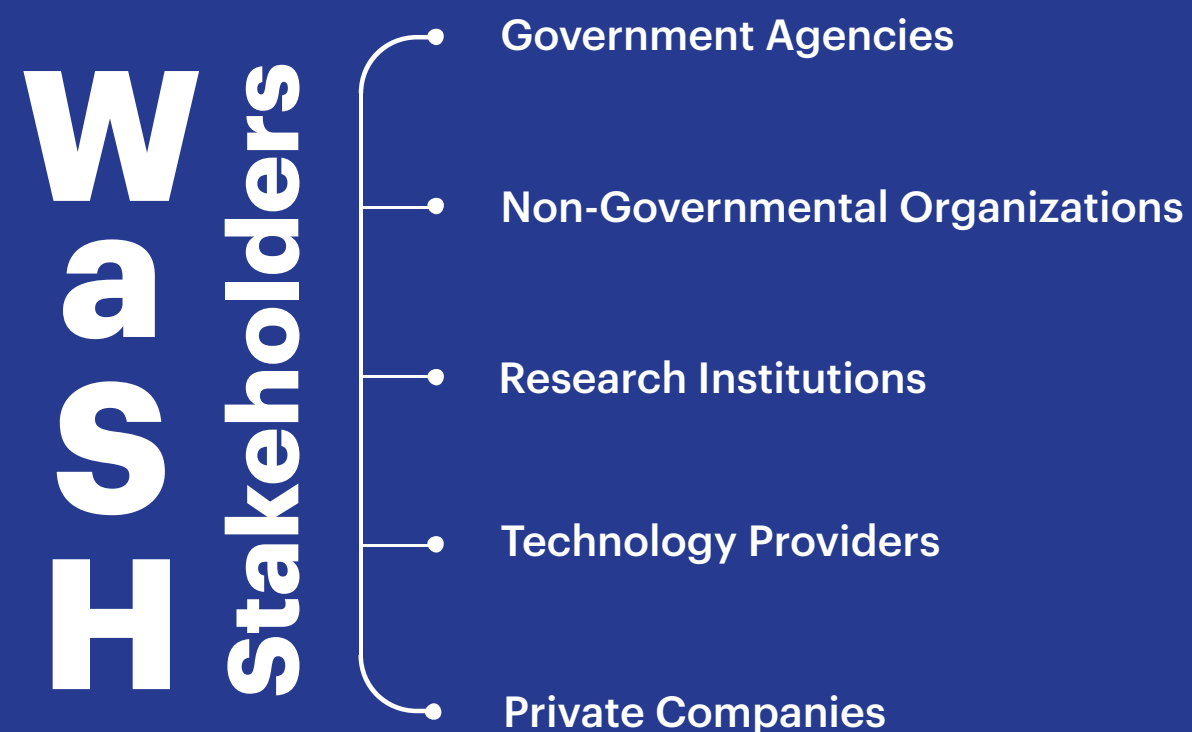 WaSH
Stakeholders
Government Agencies
Non-Governmental Organizations
Research Institutions
Technology Providers
Private Companies